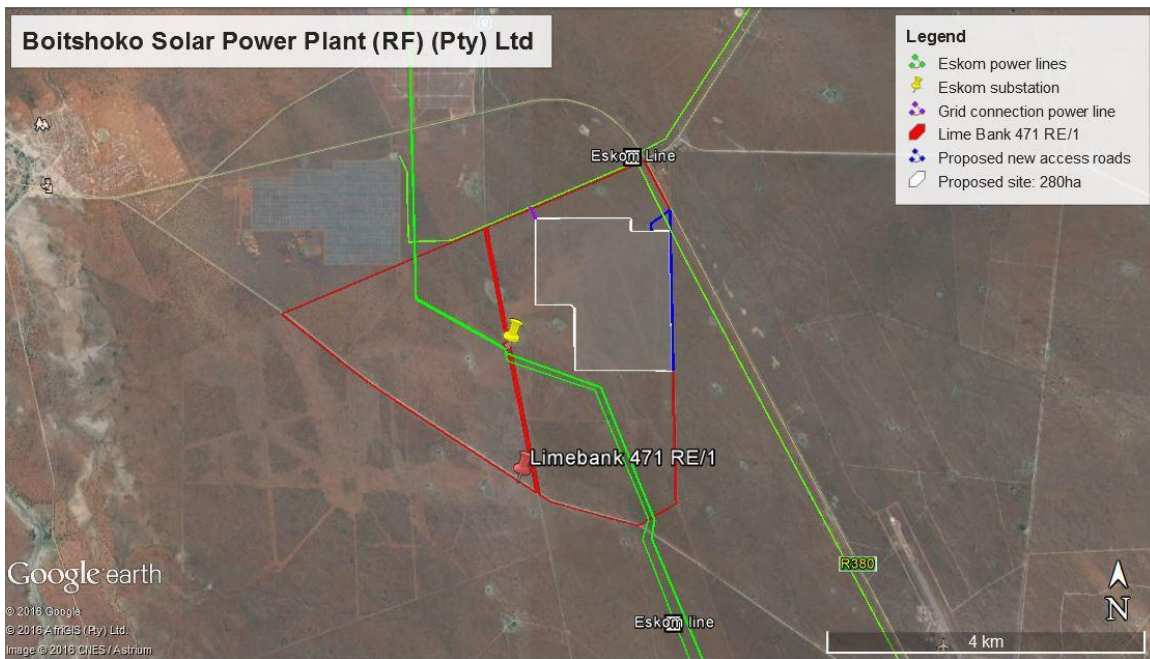 Boitshoko Solar Power Plant (RF) (Pty) Ltd
Legend
Eskom power lines
Eskom substation
Grid connection power line
Lime Bank 471 RE/1
Proposed new access roads
Proposed site: 280ha
Eskom Line
Limebank 471 RE/1
R380
Google earth
N
© 2016 Google
© 2016 AfriGIS (Pty) Ltd.
Eskom line
Image © 2016 CNES / Astrium
4 km